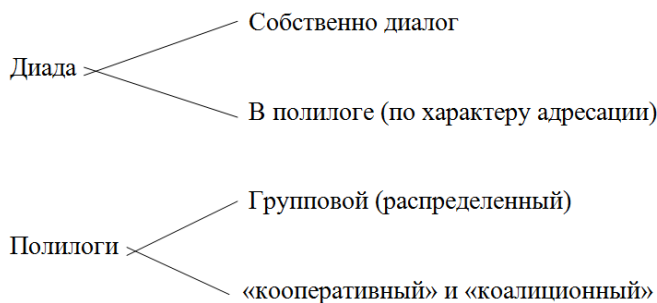 Собственно диалог
Диада
В полилоге (по характеру адресации)
Групповой (распределенный)
Полилоги
«кооперативный» и «коалиционный»